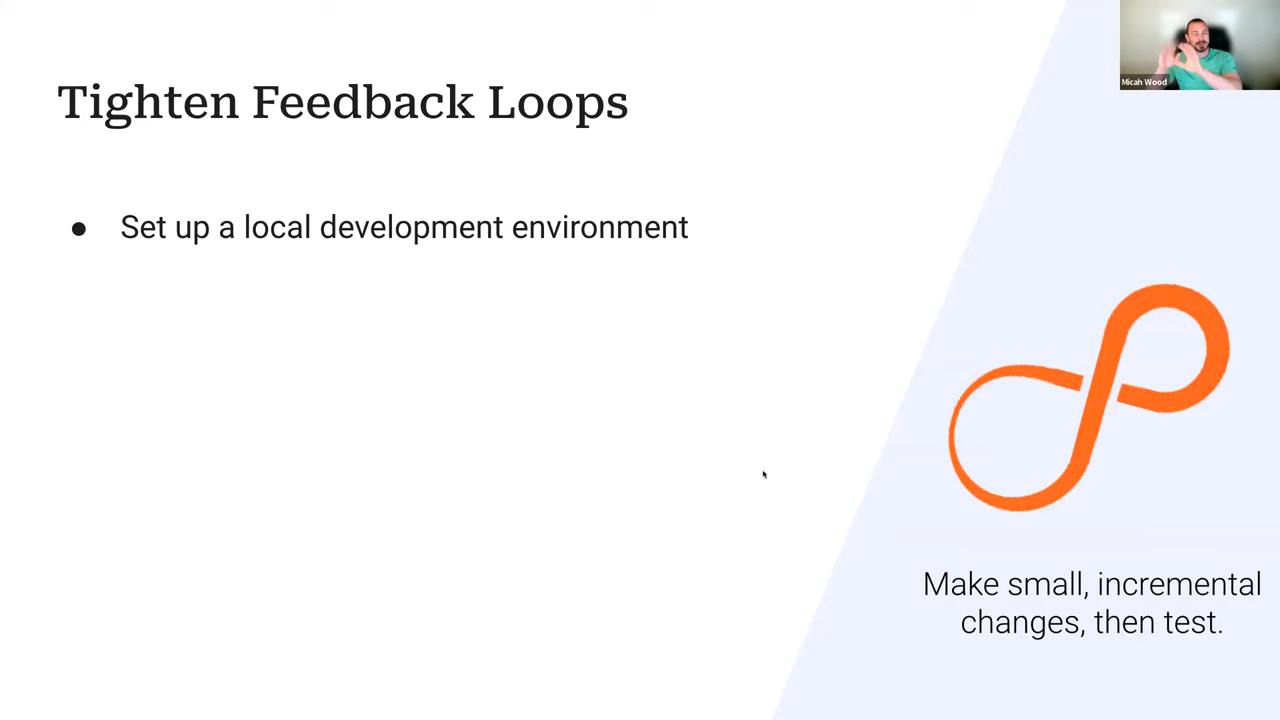 Micah Wood
Tighten Feedback Loops
● Set up a local development environment
Make small, incremental
changes, then test.